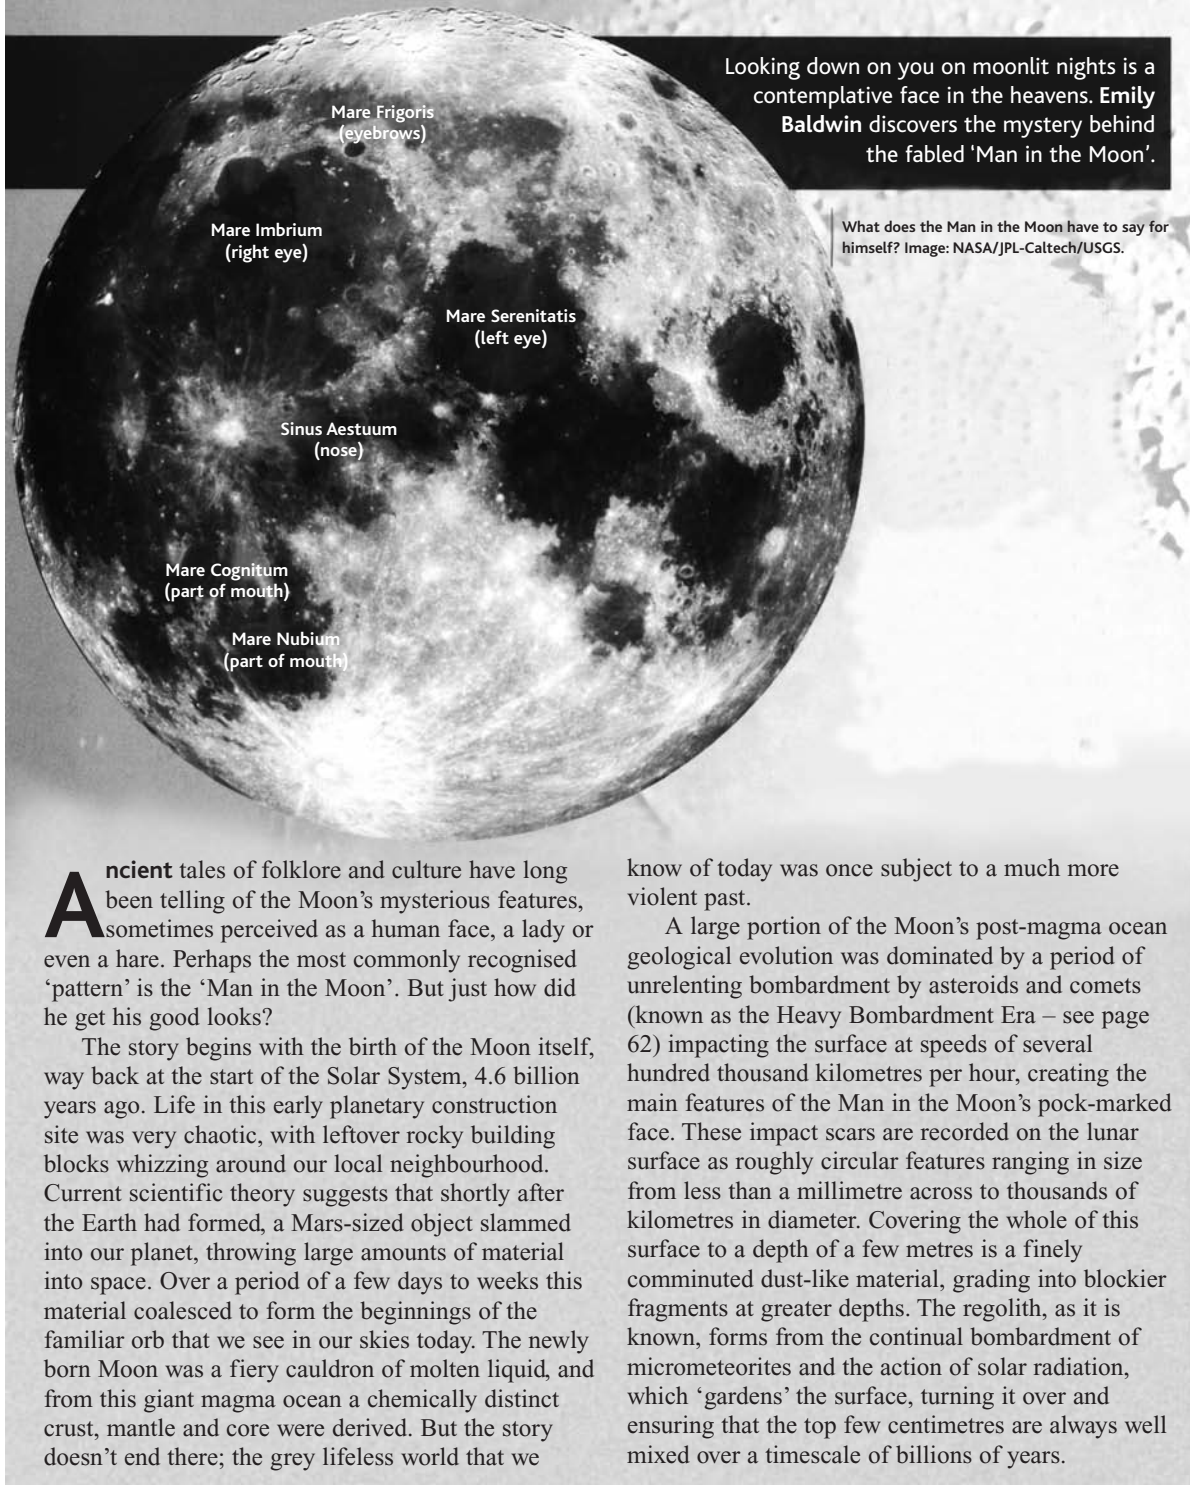 Looking down on you on moonlit nights is a
contemplative face in the heavens. Emily
Baldwin discovers the mystery behind
the fabled ‘Man in the Moon’.
Mare Frigoris
(eyebrows)
Mare Imbrium
(right eye)
What does the Man in the Moon have to say for
himself? Image: NASA/JPL-Caltech/USGS.
Mare Serenitatis
(left eye)
Sinus Aestuum
(nose)
Mare Cognitum
(part of mouth)
Mare Nubium
(part of mouth)
Ancient tales of folklore and culture have long
been telling of the Moon’s mysterious features,
sometimes perceived as a human face, a lady or
even a hare. Perhaps the most commonly recognised
‘pattern’ is the ‘Man in the Moon’. But just how did
he get his good looks?
The story begins with the birth of the Moon itself,
way back at the start of the Solar System, 4.6 billion
years ago. Life in this early planetary construction
site was very chaotic, with leftover rocky building
blocks whizzing around our local neighbourhood.
Current scientific theory suggests that shortly after
the Earth had formed, a Mars-sized object slammed
into our planet, throwing large amounts of material
into space. Over a period of a few days to weeks this
material coalesced to form the beginnings of the
familiar orb that we see in our skies today. The newly
born Moon was a fiery cauldron of molten liquid, and
from this giant magma ocean a chemically distinct
crust, mantle and core were derived. But the story
doesn’t end there; the grey lifeless world that we
know of today was once subject to a much more
violent past.
A large portion of the Moon’s post-magma ocean
geological evolution was dominated by a period of
unrelenting bombardment by asteroids and comets
(known as the Heavy Bombardment Era – see page
62) impacting the surface at speeds of several
hundred thousand kilometres per hour, creating the
main features of the Man in the Moon’s pock-marked
face. These impact scars are recorded on the lunar
surface as roughly circular features ranging in size
from less than a millimetre across to thousands of
kilometres in diameter. Covering the whole of this
surface to a depth of a few metres is a finely
comminuted dust-like material, grading into blockier
fragments at greater depths. The regolith, as it is
known, forms from the continual bombardment of
micrometeorites and the action of solar radiation,
which ‘gardens’ the surface, turning it over and
ensuring that the top few centimetres are always well
mixed over a timescale of billions of years.